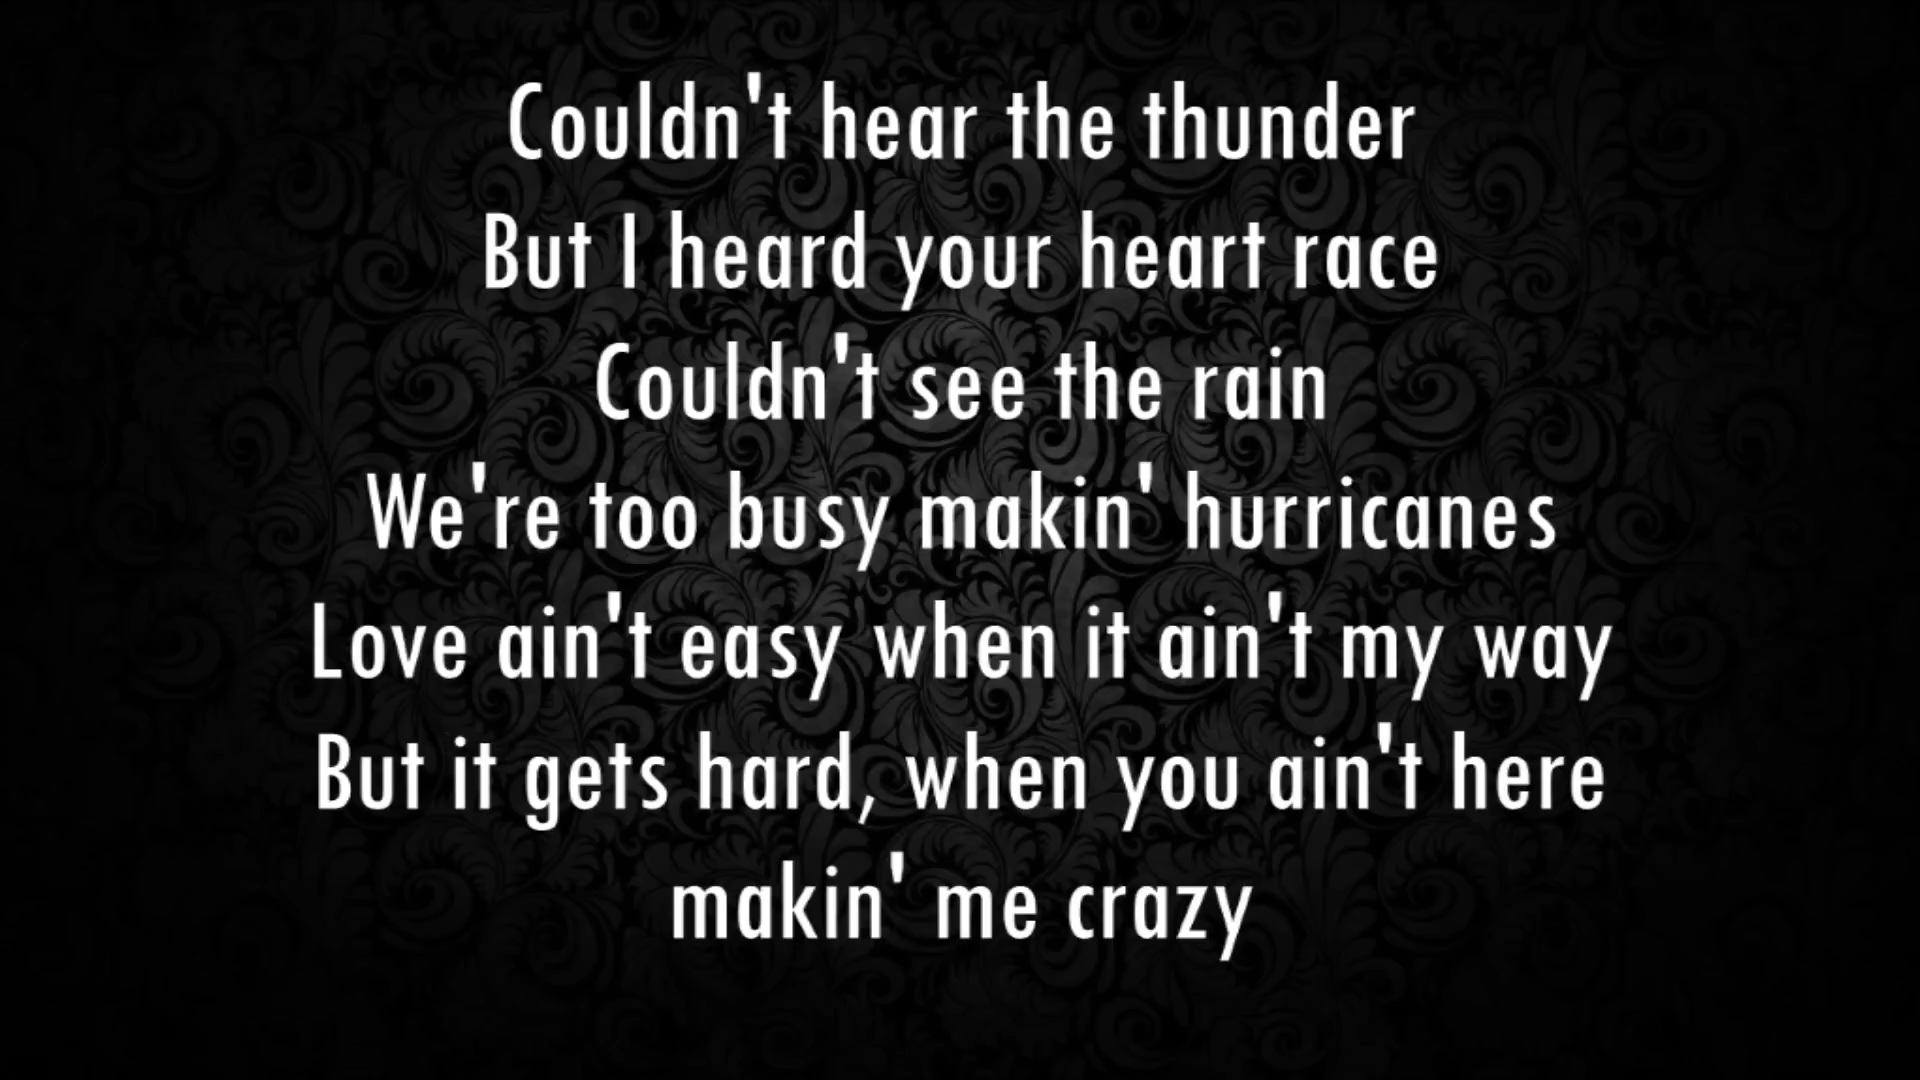 Couldn't hear the thunder
But I heard your heart race
Couldn't see the rain
We're too busy makin' hurricanes
Love ain't easy when it ain't my way
But it gets hard, when you ain't here
makin' me crazy